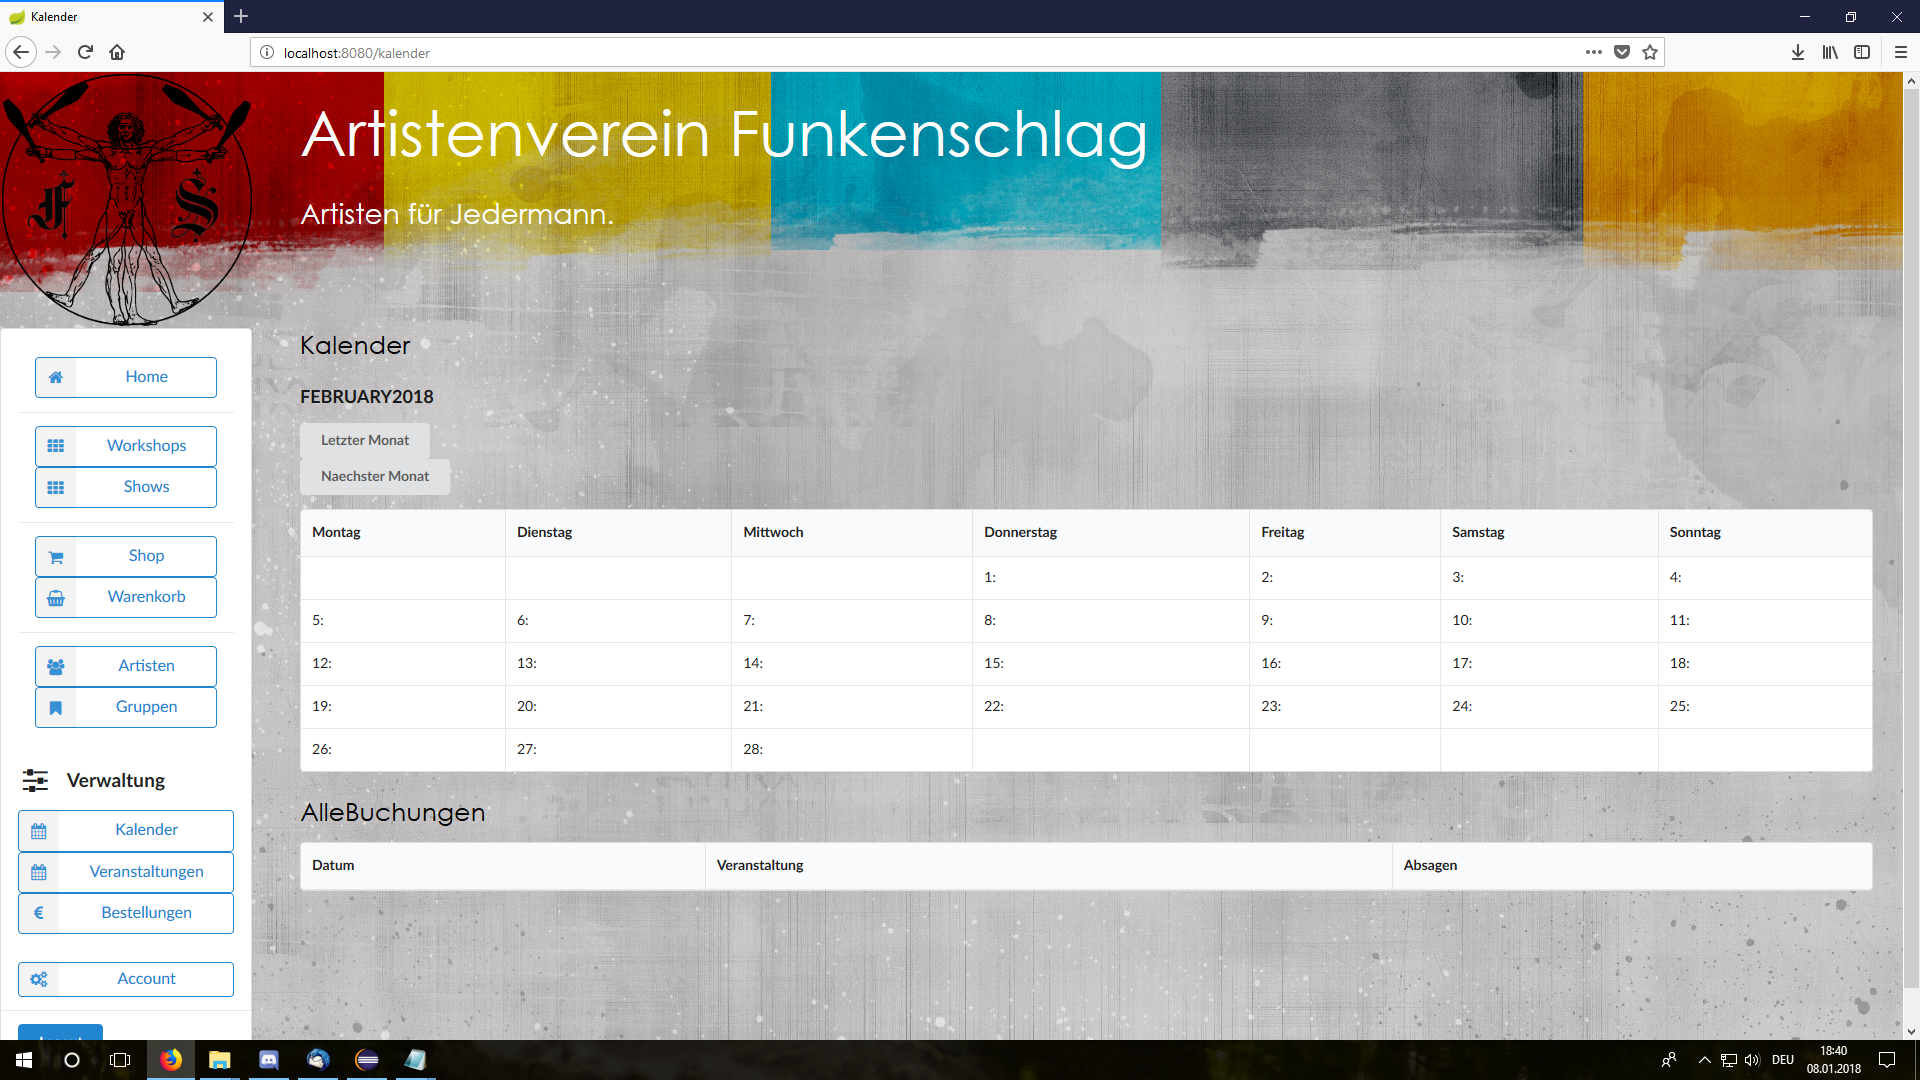 Kalender
localhost:8080/kalender
Artistenverein Funkenschlag
Artisten für Jedermann.
f S
Home
Workshops
Shows
Shop
Warenkorb
Artisten
Gruppen
Verwaltung
Kalender
Veranstaltungen
Bestellungen
Account
Kalender
FEBRUARY2018
Letzter Monat
Naechster Monat
Montag Dienstag Mittwoch Donnerstag Freitag Samstag Sonntag
1: 2: 3: 4:
5: 6: 7: 8: 9: 10: 11:
12: 13: 14: 15: 16: 17: 18:
19: 20: 21: 22: 23: 24: 25:
26: 27: 28:
AlleBuchungen
Datum Veranstaltung Absagen
DEU
18:40
08.01.2018